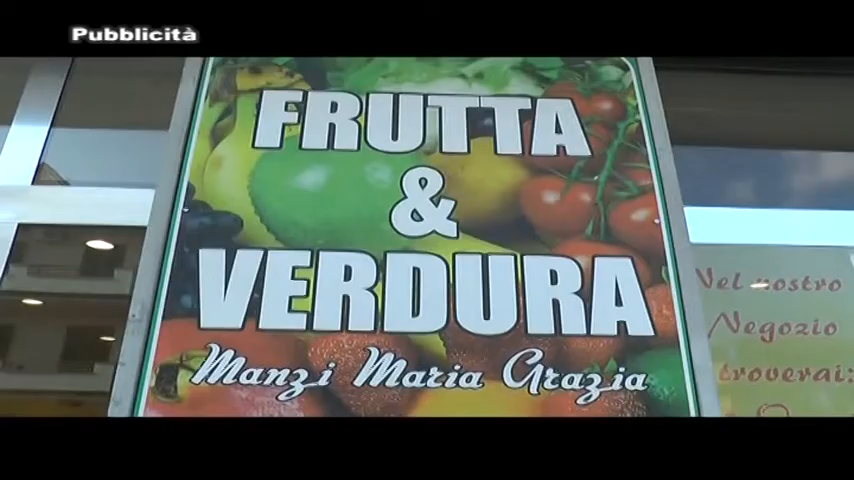 Pubblicità
FRUTTA
&
VERDURA
Manzi Maria Grazia
Nel nostro
Negozio
troverai: